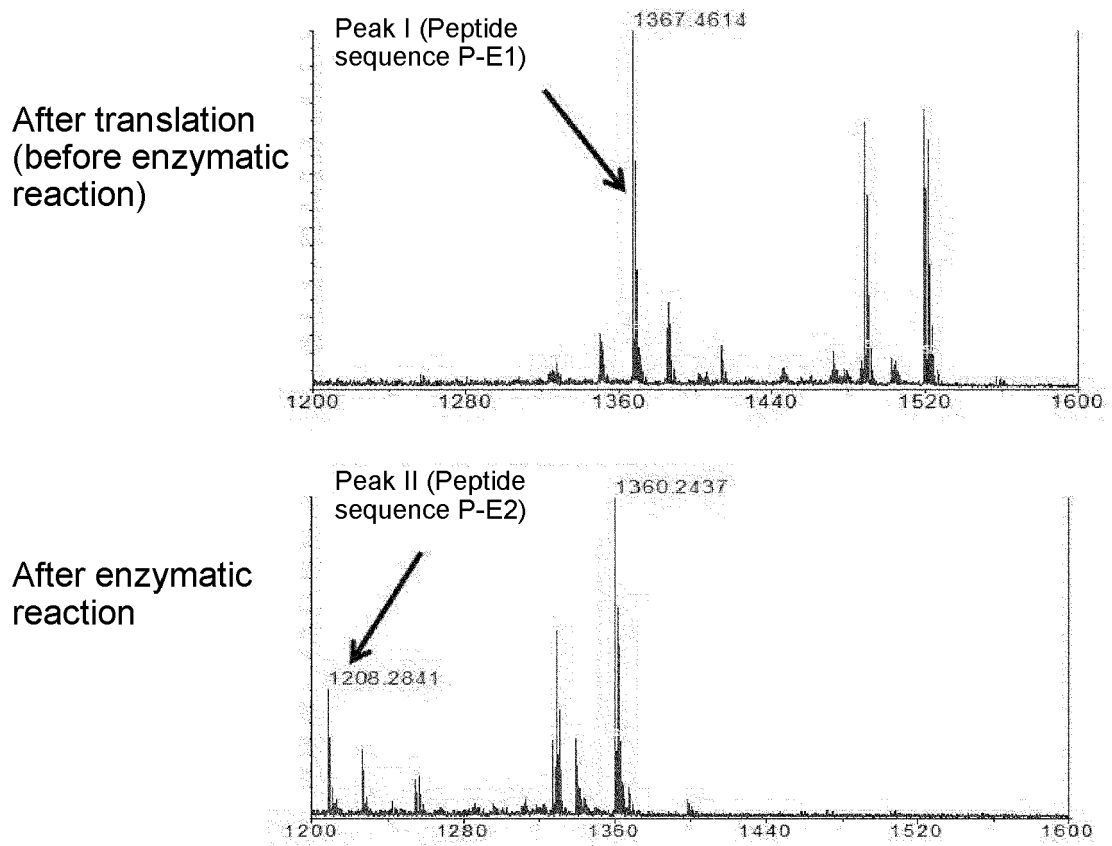 1367.4614
Peak I (Peptide
sequence P-E1)
After translation
(before enzymatic
reaction)
1200 1280 1360 1440 1520 1600
Peak II (Peptide
sequence P-E2)
1360.2437
After enzymatic
reaction
1208.2841
1200 1280 1360 1440 1520 1600